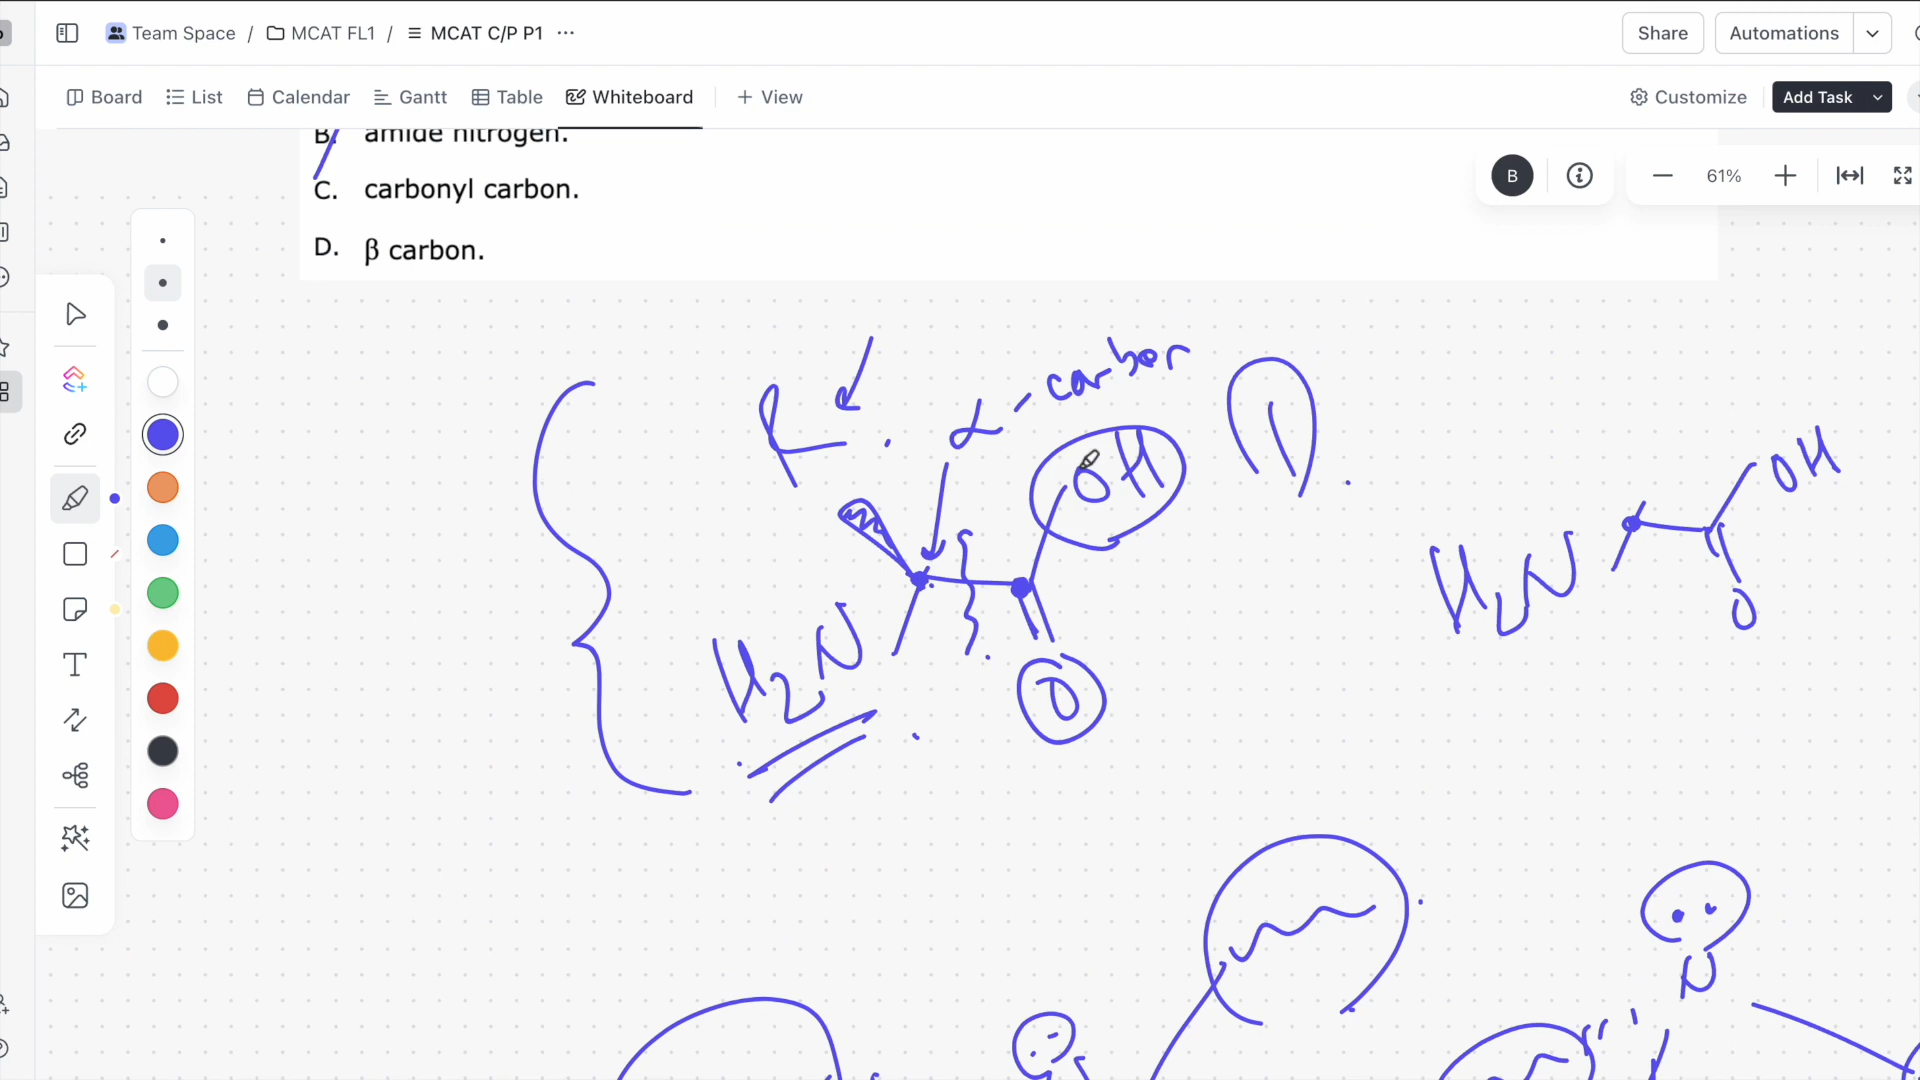 Team Space / MCAT FL1 / MCAT C/P P1 ···
Share
Automations
Board
List
Calendar
Gantt
Table
Whiteboard
+ View
Customize
Add Task
B. amide nitrogen.
C. carbonyl carbon.
D. β carbon.
B
61%
R
α - carbon
OH
H2N
O
OH
H2N
O
N
T